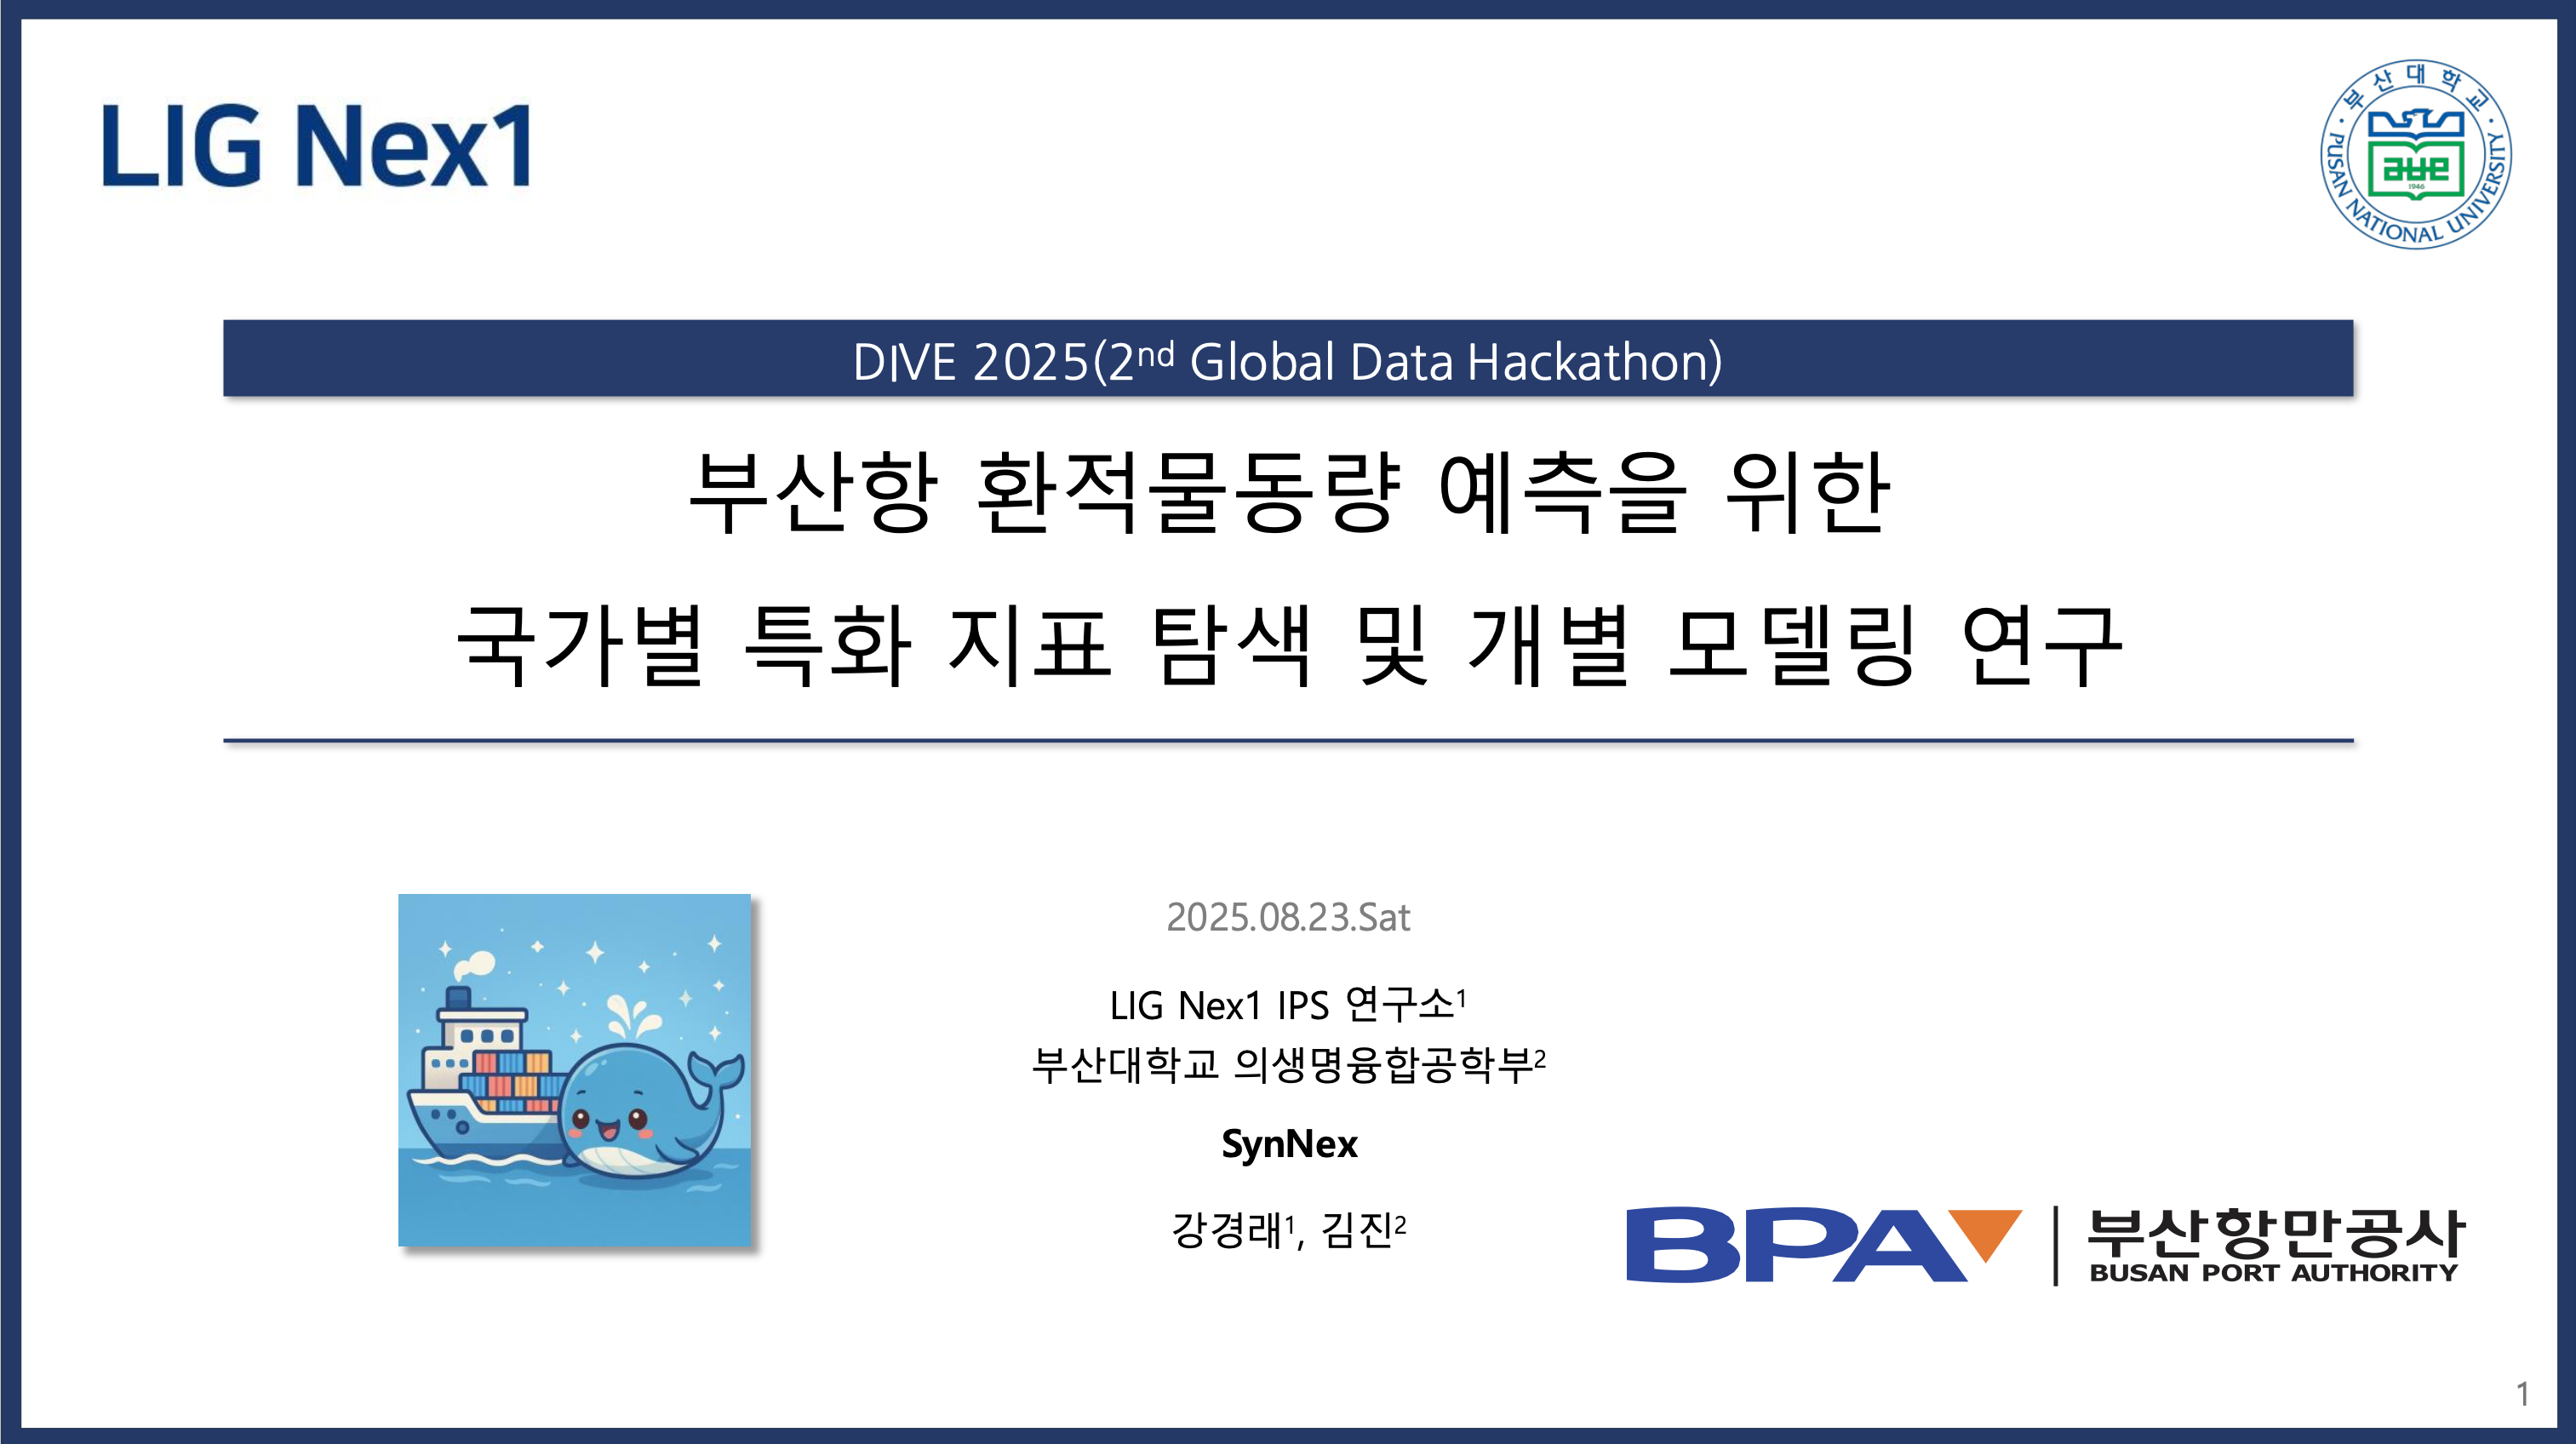 LIG Nex1
부산대학교
PUSAN NATIONAL UNIVERSITY
1946
DIVE 2025(2nd Global Data Hackathon)
부산항 환적물동량 예측을 위한
국가별 특화 지표 탐색 및 개별 모델링 연구
2025.08.23.Sat
LIG Nex1 IPS 연구소1
부산대학교 의생명융합공학부2
SynNex
강경래1, 김진2
BPA
부산항만공사
BUSAN PORT AUTHORITY
1